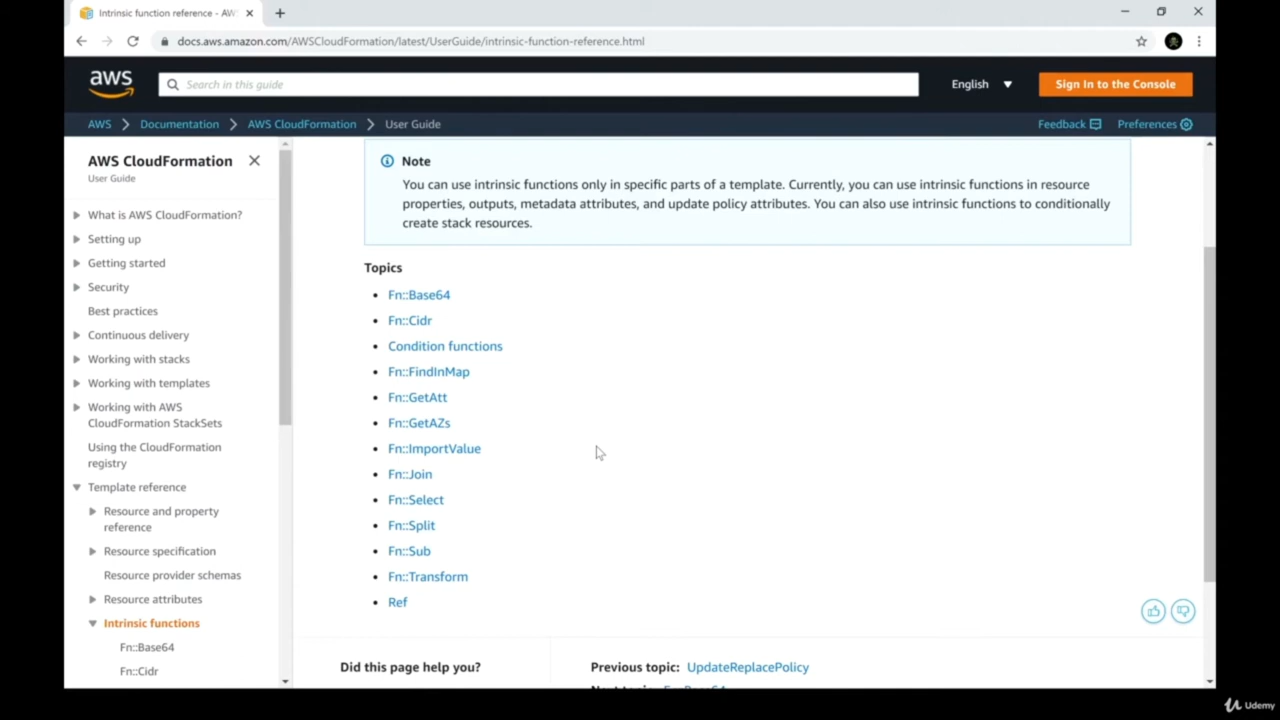 Intrinsic function reference - AW
docs.aws.amazon.com/AWSCloudFormation/latest/UserGuide/intrinsic-function-reference.html
aws
Search in this guide
English
Sign In to the Console
AWS
Documentation
AWS CloudFormation
User Guide
Feedback
Preferences
AWS CloudFormation
User Guide
What is AWS CloudFormation?
Setting up
Getting started
Security
Best practices
Continuous delivery
Working with stacks
Working with templates
Working with AWS
CloudFormation StackSets
Using the CloudFormation
registry
Template reference
Resource and property
reference
Resource specification
Resource provider schemas
Resource attributes
Intrinsic functions
Fn::Base64
Fn::Cidr
Note
You can use intrinsic functions only in specific parts of a template. Currently, you can use intrinsic functions in resource
properties, outputs, metadata attributes, and update policy attributes. You can also use intrinsic functions to conditionally
create stack resources.
Topics
Fn::Base64
Fn::Cidr
Condition functions
Fn::FindInMap
Fn::GetAtt
Fn::GetAZs
Fn::ImportValue
Fn::Join
Fn::Select
Fn::Split
Fn::Sub
Fn::Transform
Ref
Did this page help you?
Previous topic: UpdateReplacePolicy
Udemy